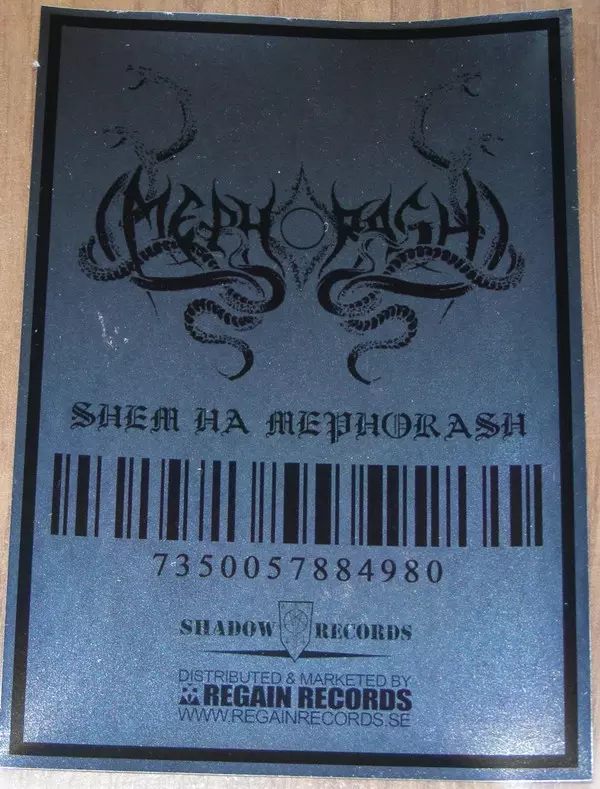 MEPHORASH
SHEM HA MEPHORASH
7350057884980
SHADOW RECORDS
DISTRIBUTED & MARKETED BY
REGAIN RECORDS
WWW.REGAINRECORDS.SE